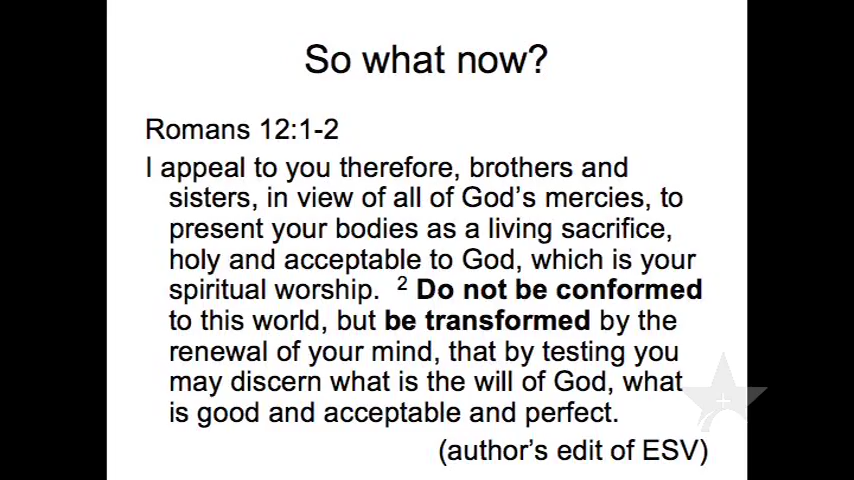 So what now?
Romans 12:1-2
I appeal to you therefore, brothers and
sisters, in view of all of God's mercies, to
present your bodies as a living sacrifice,
holy and acceptable to God, which is your
spiritual worship. 2 Do not be conformed
to this world, but be transformed by the
renewal of your mind, that by testing you
may discern what is the will of God, what
is good and acceptable and perfect.
(author's edit of ESV)